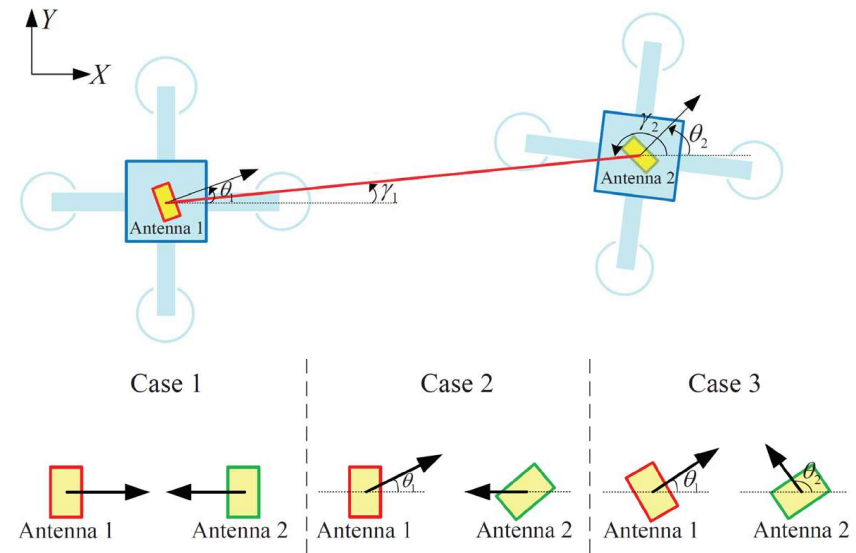 Y
X
γ₂
θ₂
θ₁
γ₁
Antenna 2
Antenna 1
Case 1
Case 2
Case 3
θ₁
θ₁
θ₂
Antenna 1
Antenna 2
Antenna 1
Antenna 2
Antenna 1
Antenna 2